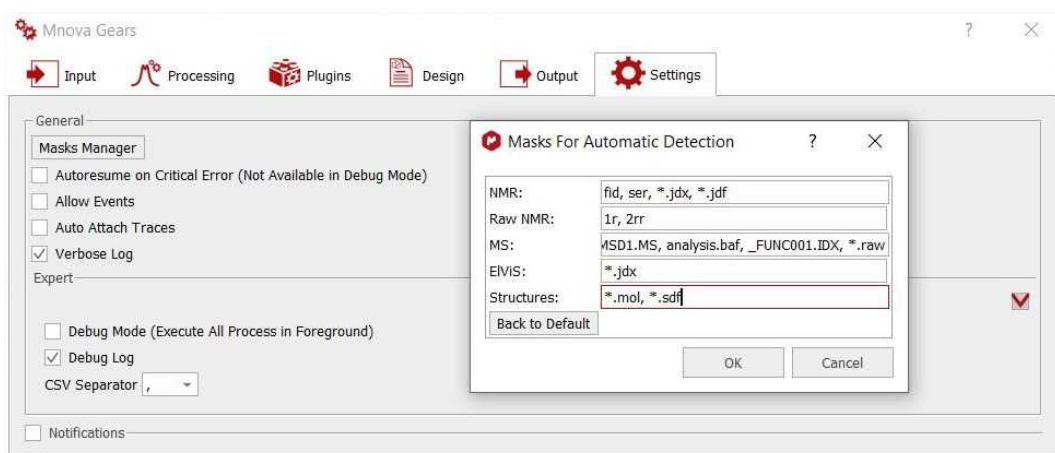 Mnova Gears ?
Input Processing Plugins Design Output Settings
General
Masks Manager
Autoresume on Critical Error (Not Available in Debug Mode)
Allow Events
Auto Attach Traces
Verbose Log
Expert
Debug Mode (Execute All Process in Foreground)
Debug Log
CSV Separator ,
Notifications
Masks For Automatic Detection ?
NMR: fid, ser, *.jdx, *.jdf
Raw NMR: 1r, 2rr
MS: MSD1.MS, analysis.baf, _FUNC001.IDX, *.raw
ElViS: *.jdx
Structures: *.mol, *.sdf
Back to Default
OK Cancel